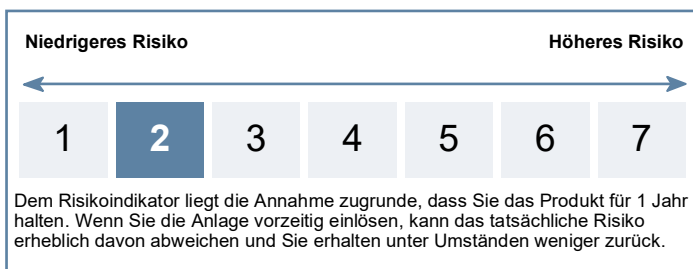 Niedrigeres Risiko Höheres Risiko
1 2 3 4 5 6 7
Dem Risikoindikator liegt die Annahme zugrunde, dass Sie das Produkt für 1 Jahr
halten. Wenn Sie die Anlage vorzeitig einlösen, kann das tatsächliche Risiko
erheblich davon abweichen und Sie erhalten unter Umständen weniger zurück.